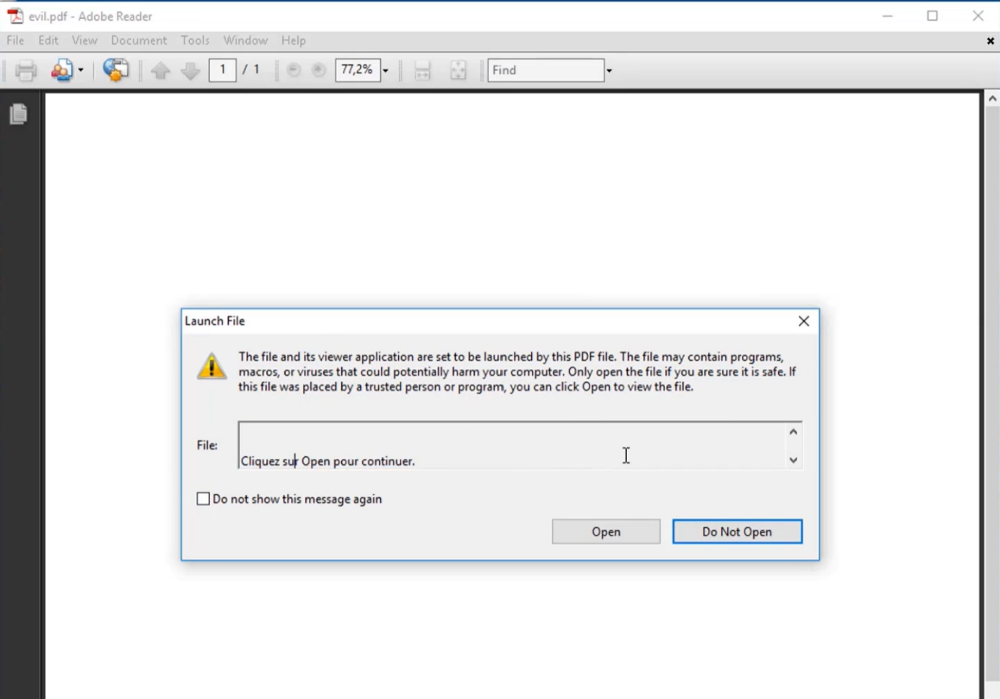 evil.pdf - Adobe Reader
File Edit View Document Tools Window Help
1 / 1 77,2% Find
Launch File
The file and its viewer application are set to be launched by this PDF file. The file may contain programs,
macros, or viruses that could potentially harm your computer. Only open the file if you are sure it is safe. If
this file was placed by a trusted person or program, you can click Open to view the file.
File:
Cliquez sur Open pour continuer.
Do not show this message again
Open Do Not Open